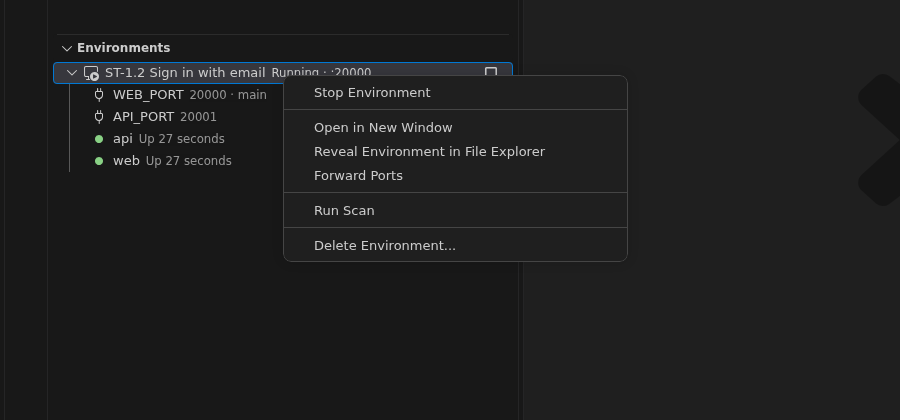 Environments
ST-1.2 Sign in with email Running · :20000
WEB_PORT 20000 · main
API_PORT 20001
api Up 27 seconds
web Up 27 seconds
Stop Environment
Open in New Window
Reveal Environment in File Explorer
Forward Ports
Run Scan
Delete Environment...